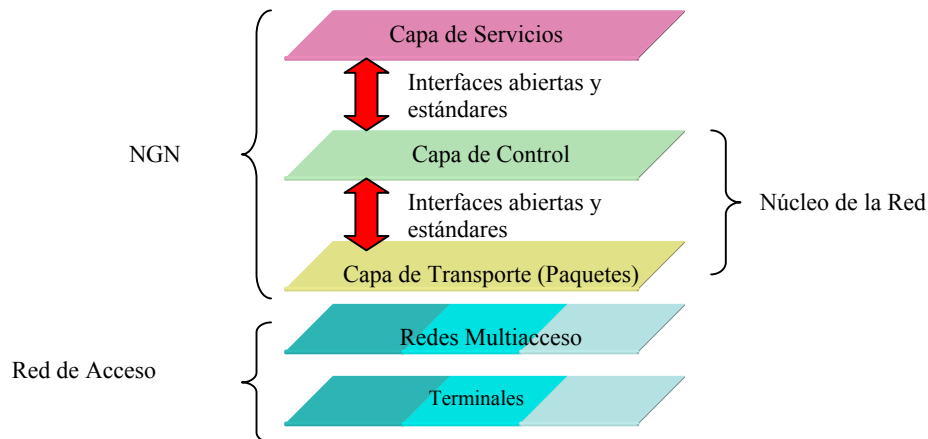 Capa de Servicios
Interfaces abiertas y
estándares
NGN
Capa de Control
Interfaces abiertas y
estándares
Núcleo de la Red
Capa de Transporte (Paquetes)
Redes Multiacceso
Red de Acceso
Terminales